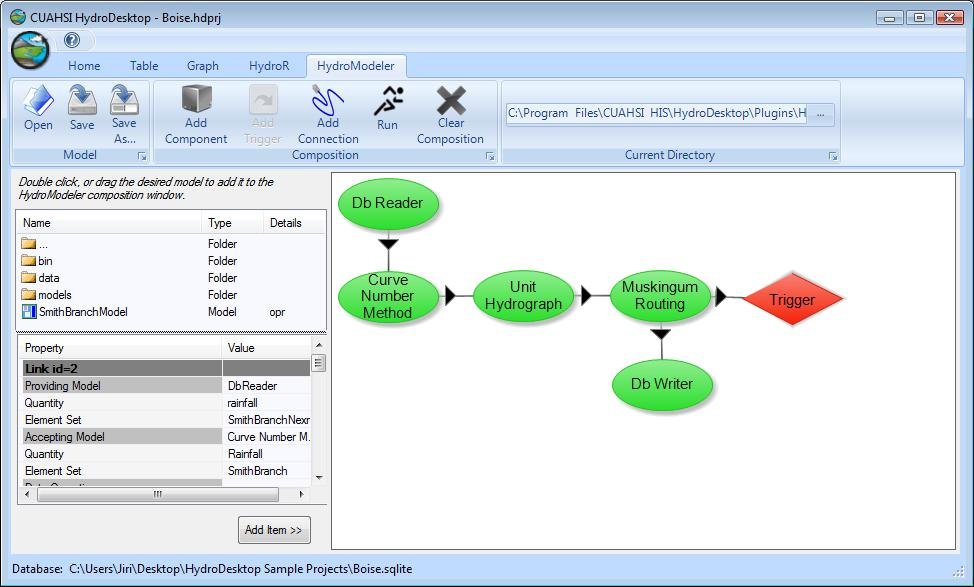 CUAHSI HydroDesktop - Boise.hdprj
Home Table Graph HydroR HydroModeler
Open Save Save As... Add Component Add Trigger Add Connection Run Clear Composition
C:\Program Files\CUAHSI HIS\HydroDesktop\Plugins\H ...
Model Composition Current Directory
Double click, or drag the desired model to add it to the
HydroModeler composition window.
Name Type Details
... Folder
bin Folder
data Folder
models Folder
SmithBranchModel Model opr
Property Value
Link id=2
Providing Model DbReader
Quantity rainfall
Element Set SmithBranchNexr
Accepting Model Curve Number M.
Quantity Rainfall
Element Set SmithBranch
Add Item >>
Db Reader
Curve
Number
Method
Unit
Hydrograph
Muskingum
Routing
Trigger
Db Writer
Database: C:\Users\Jiri\Desktop\HydroDesktop Sample Projects\Boise.sqlite